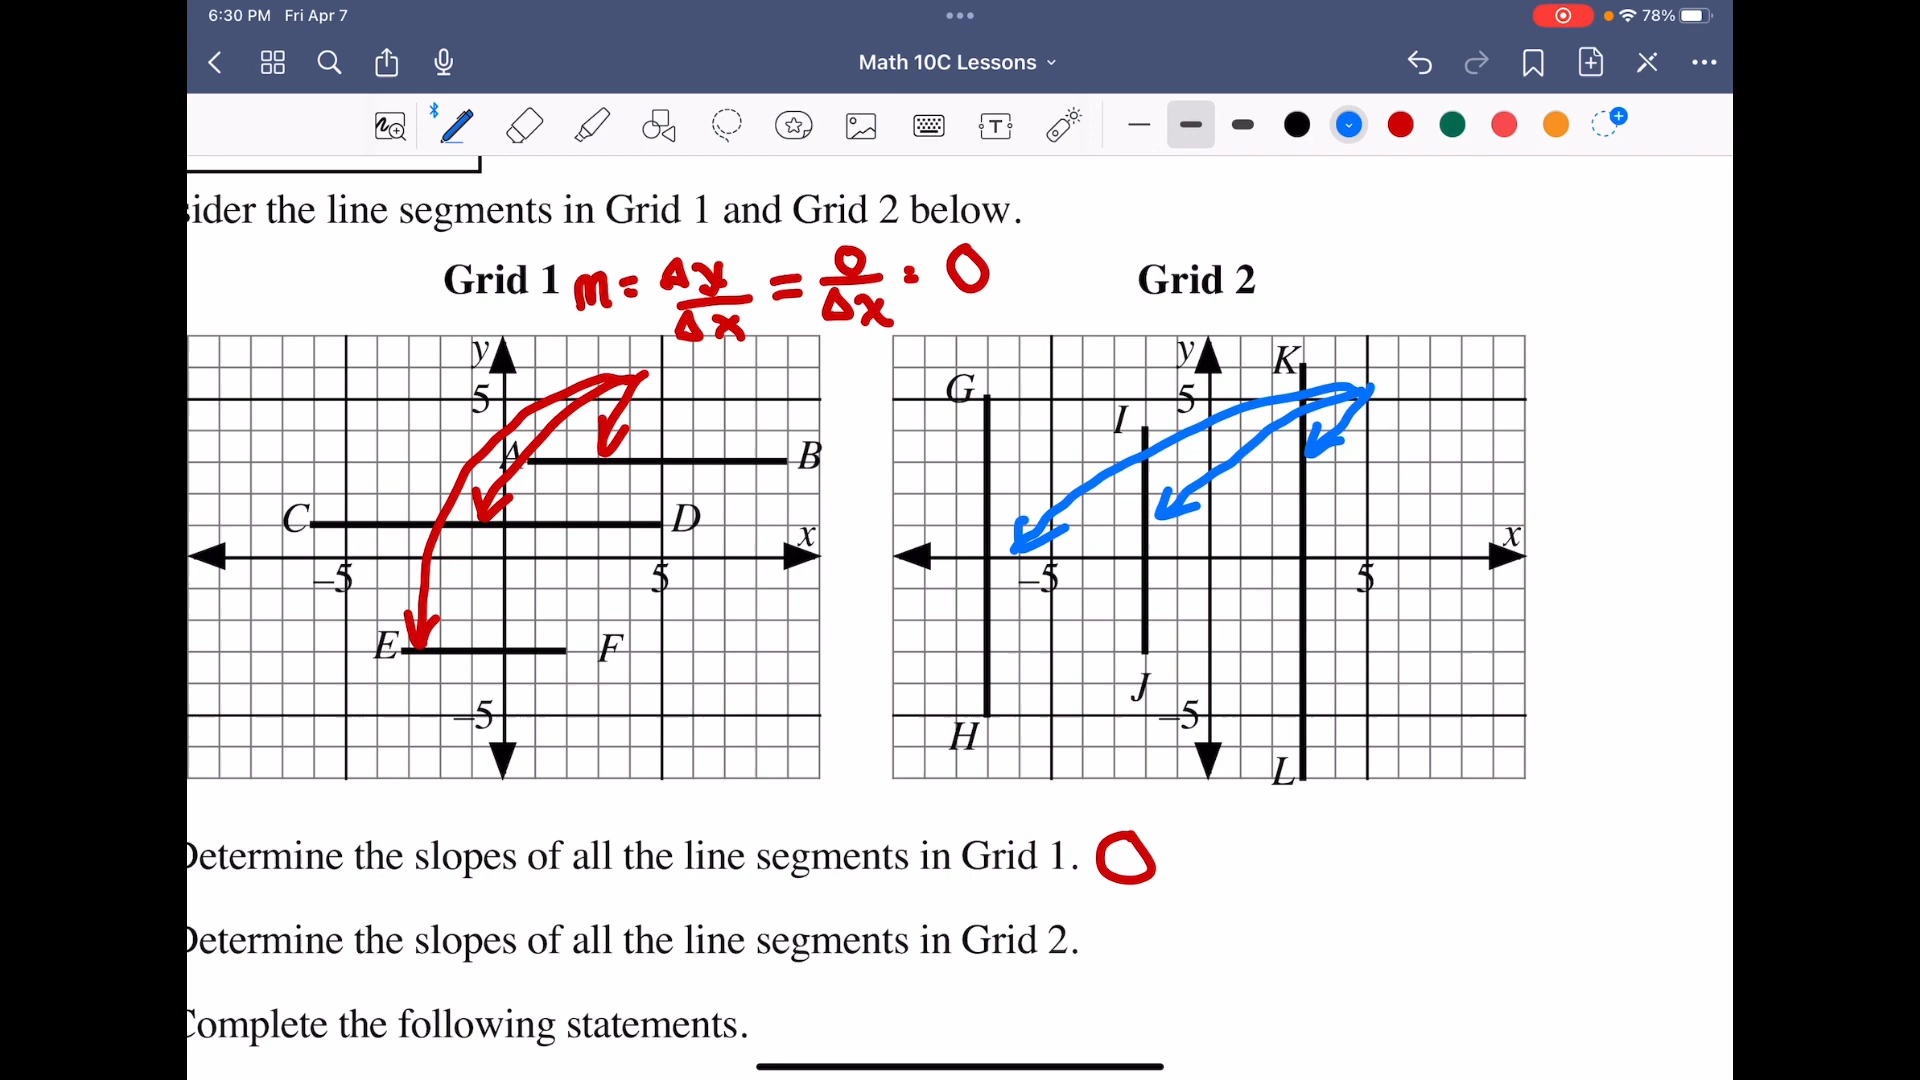 6:30 PM Fri Apr 7
78%
Math 10C Lessons
sider the line segments in Grid 1 and Grid 2 below.
Grid 1 m = Δy/Δx = 0/Δx = 0
Grid 2
y
5
A
B
C
D
x
–5
5
E
F
–5
y
K
G
5
I
x
–5
5
J
–5
H
L
Determine the slopes of all the line segments in Grid 1. 0
Determine the slopes of all the line segments in Grid 2.
Complete the following statements.